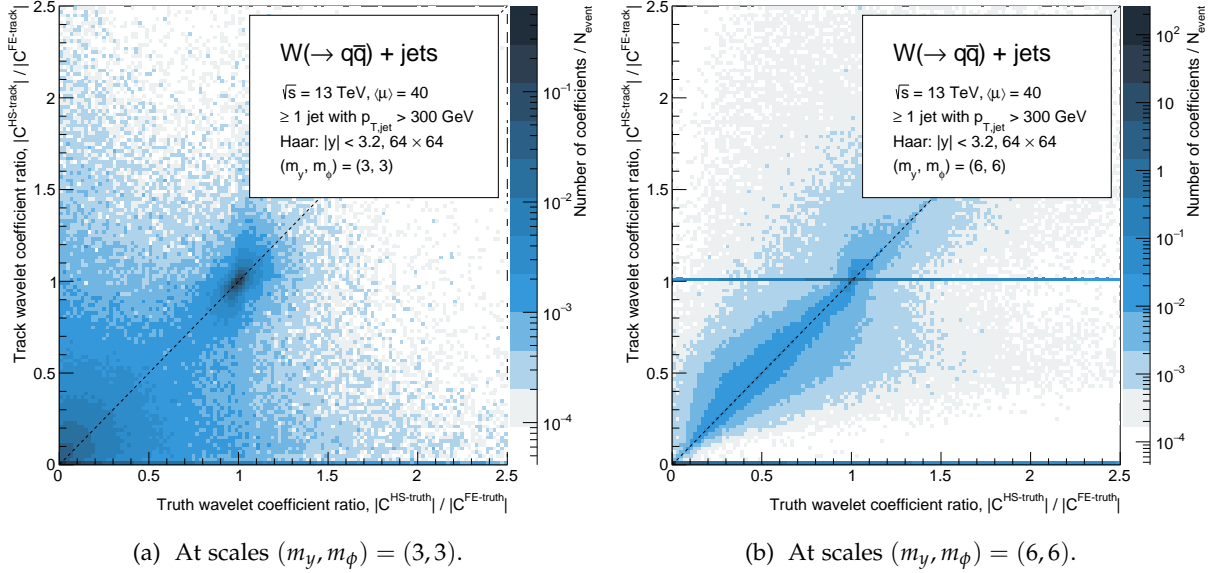 2.5
2
1.5
1
0.5
0
Track wavelet coefficient ratio, |C^HS-track| / |C^FE-track|
W(→ qq̅) + jets
√s = 13 TeV, ⟨μ⟩ = 40
≥ 1 jet with p_T,jet > 300 GeV
Haar: |y| < 3.2, 64 × 64
(m_y, m_ϕ) = (3, 3)
0 0.5 1 1.5 2 2.5
Truth wavelet coefficient ratio, |C^HS-truth| / |C^FE-truth|
10^−1
10^−2
10^−3
10^−4
Number of coefficients / N_event
(a) At scales (m_y, m_ϕ) = (3, 3).
2.5
2
1.5
1
0.5
0
Track wavelet coefficient ratio, |C^HS-track| / |C^FE-track|
W(→ qq̅) + jets
√s = 13 TeV, ⟨μ⟩ = 40
≥ 1 jet with p_T,jet > 300 GeV
Haar: |y| < 3.2, 64 × 64
(m_y, m_ϕ) = (6, 6)
0 0.5 1 1.5 2 2.5
Truth wavelet coefficient ratio, |C^HS-truth| / |C^FE-truth|
10^2
10
1
10^−1
10^−2
10^−3
10^−4
Number of coefficients / N_event
(b) At scales (m_y, m_ϕ) = (6, 6).